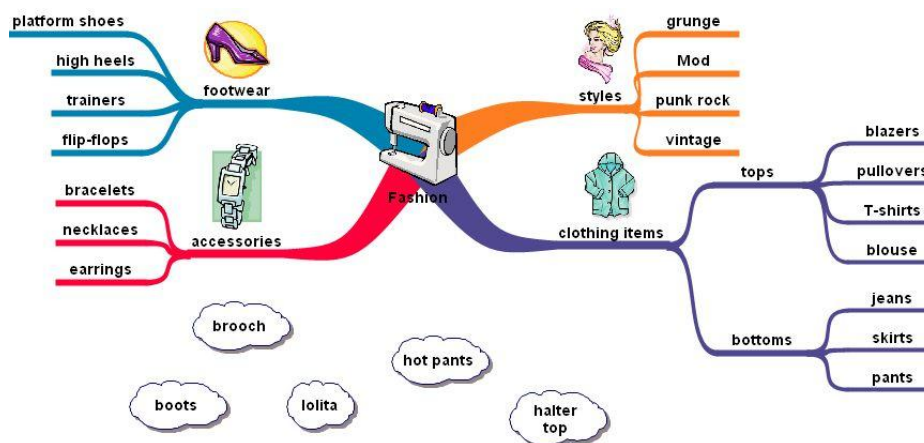 platform shoes
high heels
trainers
flip-flops
footwear
bracelets
necklaces
earrings
accessories
Fashion
grunge
Mod
punk rock
vintage
styles
clothing items
tops
blazers
pullovers
T-shirts
blouse
bottoms
jeans
skirts
pants
brooch
hot pants
boots
lolita
halter
top